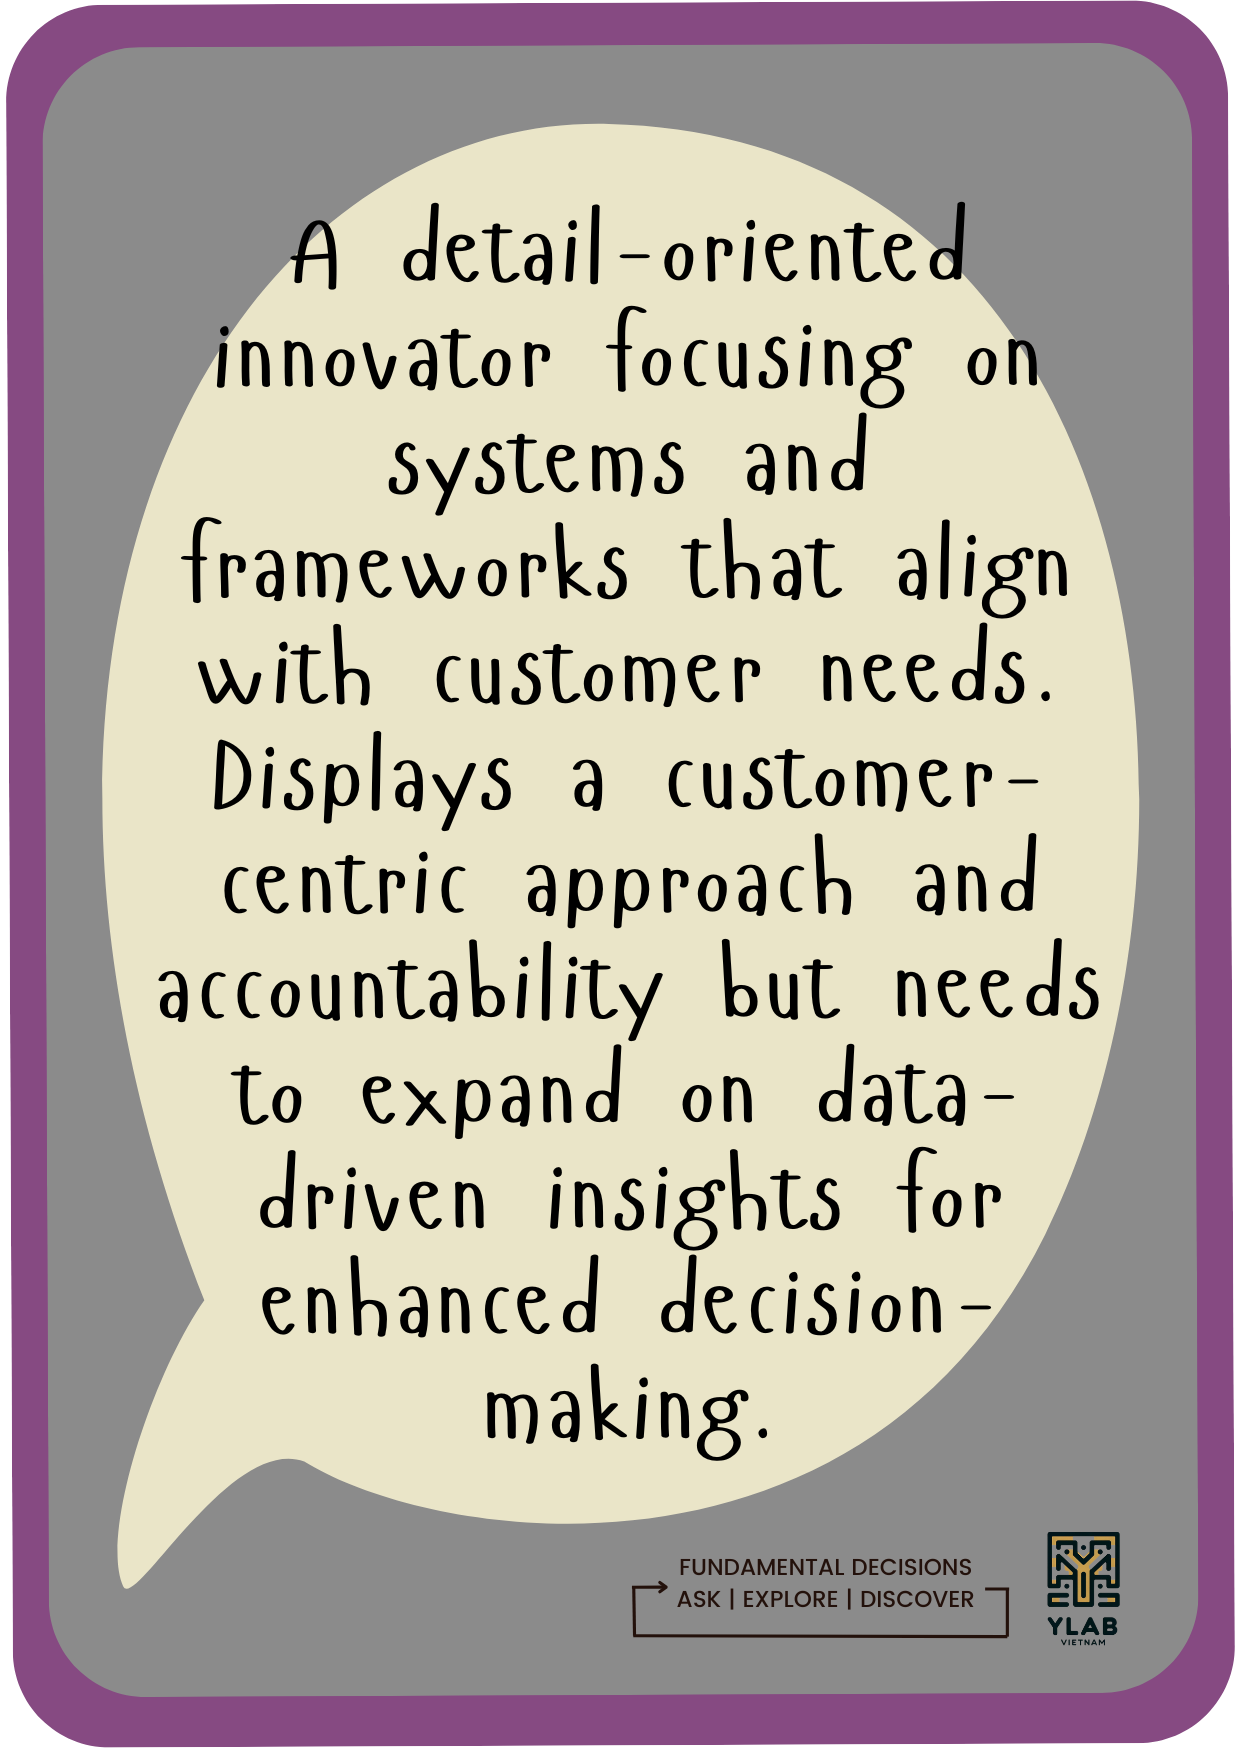 A detail-oriented
innovator focusing on
systems and
frameworks that align
with customer needs.
Displays a customer-
centric approach and
accountability but needs
to expand on data-
driven insights for
enhanced decision-
making.
FUNDAMENTAL DECISIONS
ASK | EXPLORE | DISCOVER
YLAB
VIETNAM